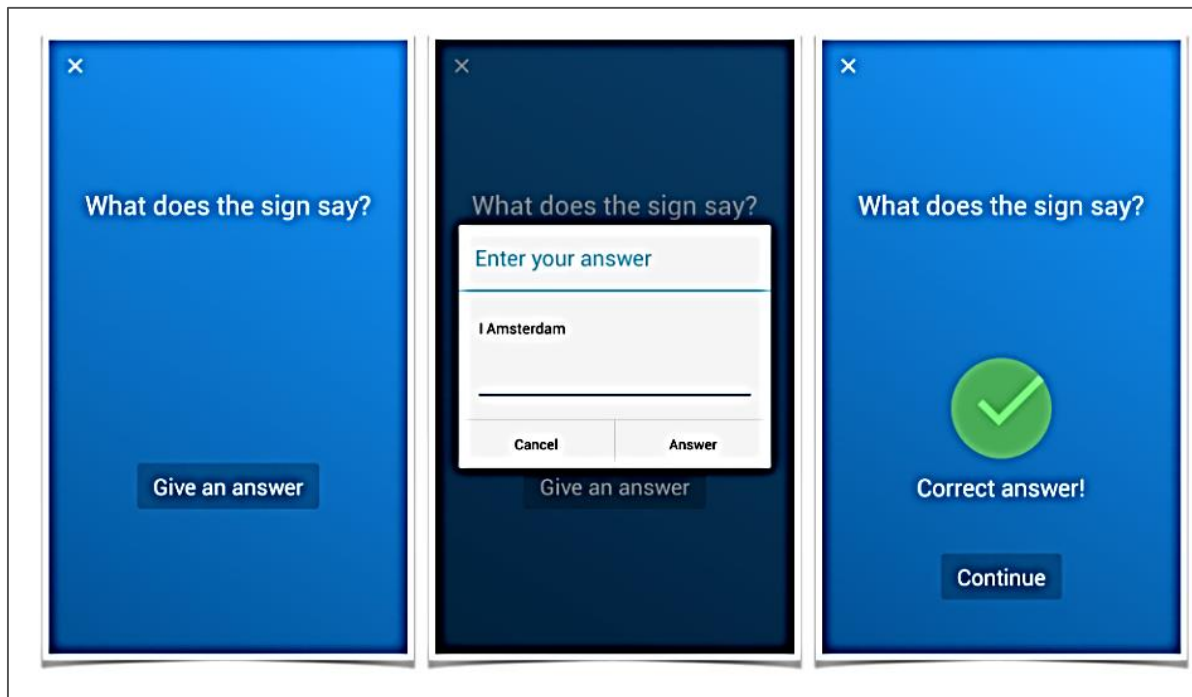 ×
What does the sign say?
Give an answer
×
What does the sign say?
Enter your answer
I Amsterdam
Cancel Answer
Give an answer
×
What does the sign say?
Correct answer!
Continue